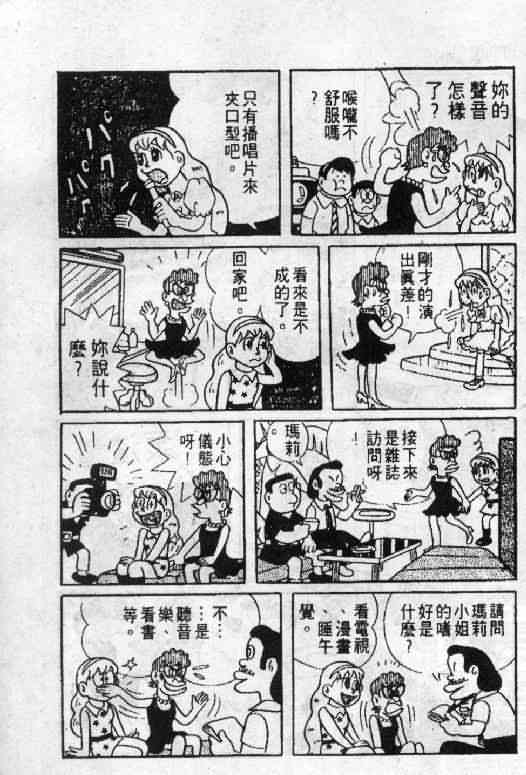 妳的
聲音
怎樣
了?
喉嚨不
舒服嗎
?
只有播唱片來
夾口型吧。
剛才的演
出真差!
看來是不
成的了。
回家吧。
妳說什
麼?
接下來
是雜誌
訪問呀
!
瑪莉
。
小心
儀態
呀!
請問
瑪莉
小姐
的嗜
好是
什麼?
看電視
、漫畫
、睡午
覺。
不…
…是
聽音
樂、
看書
等。